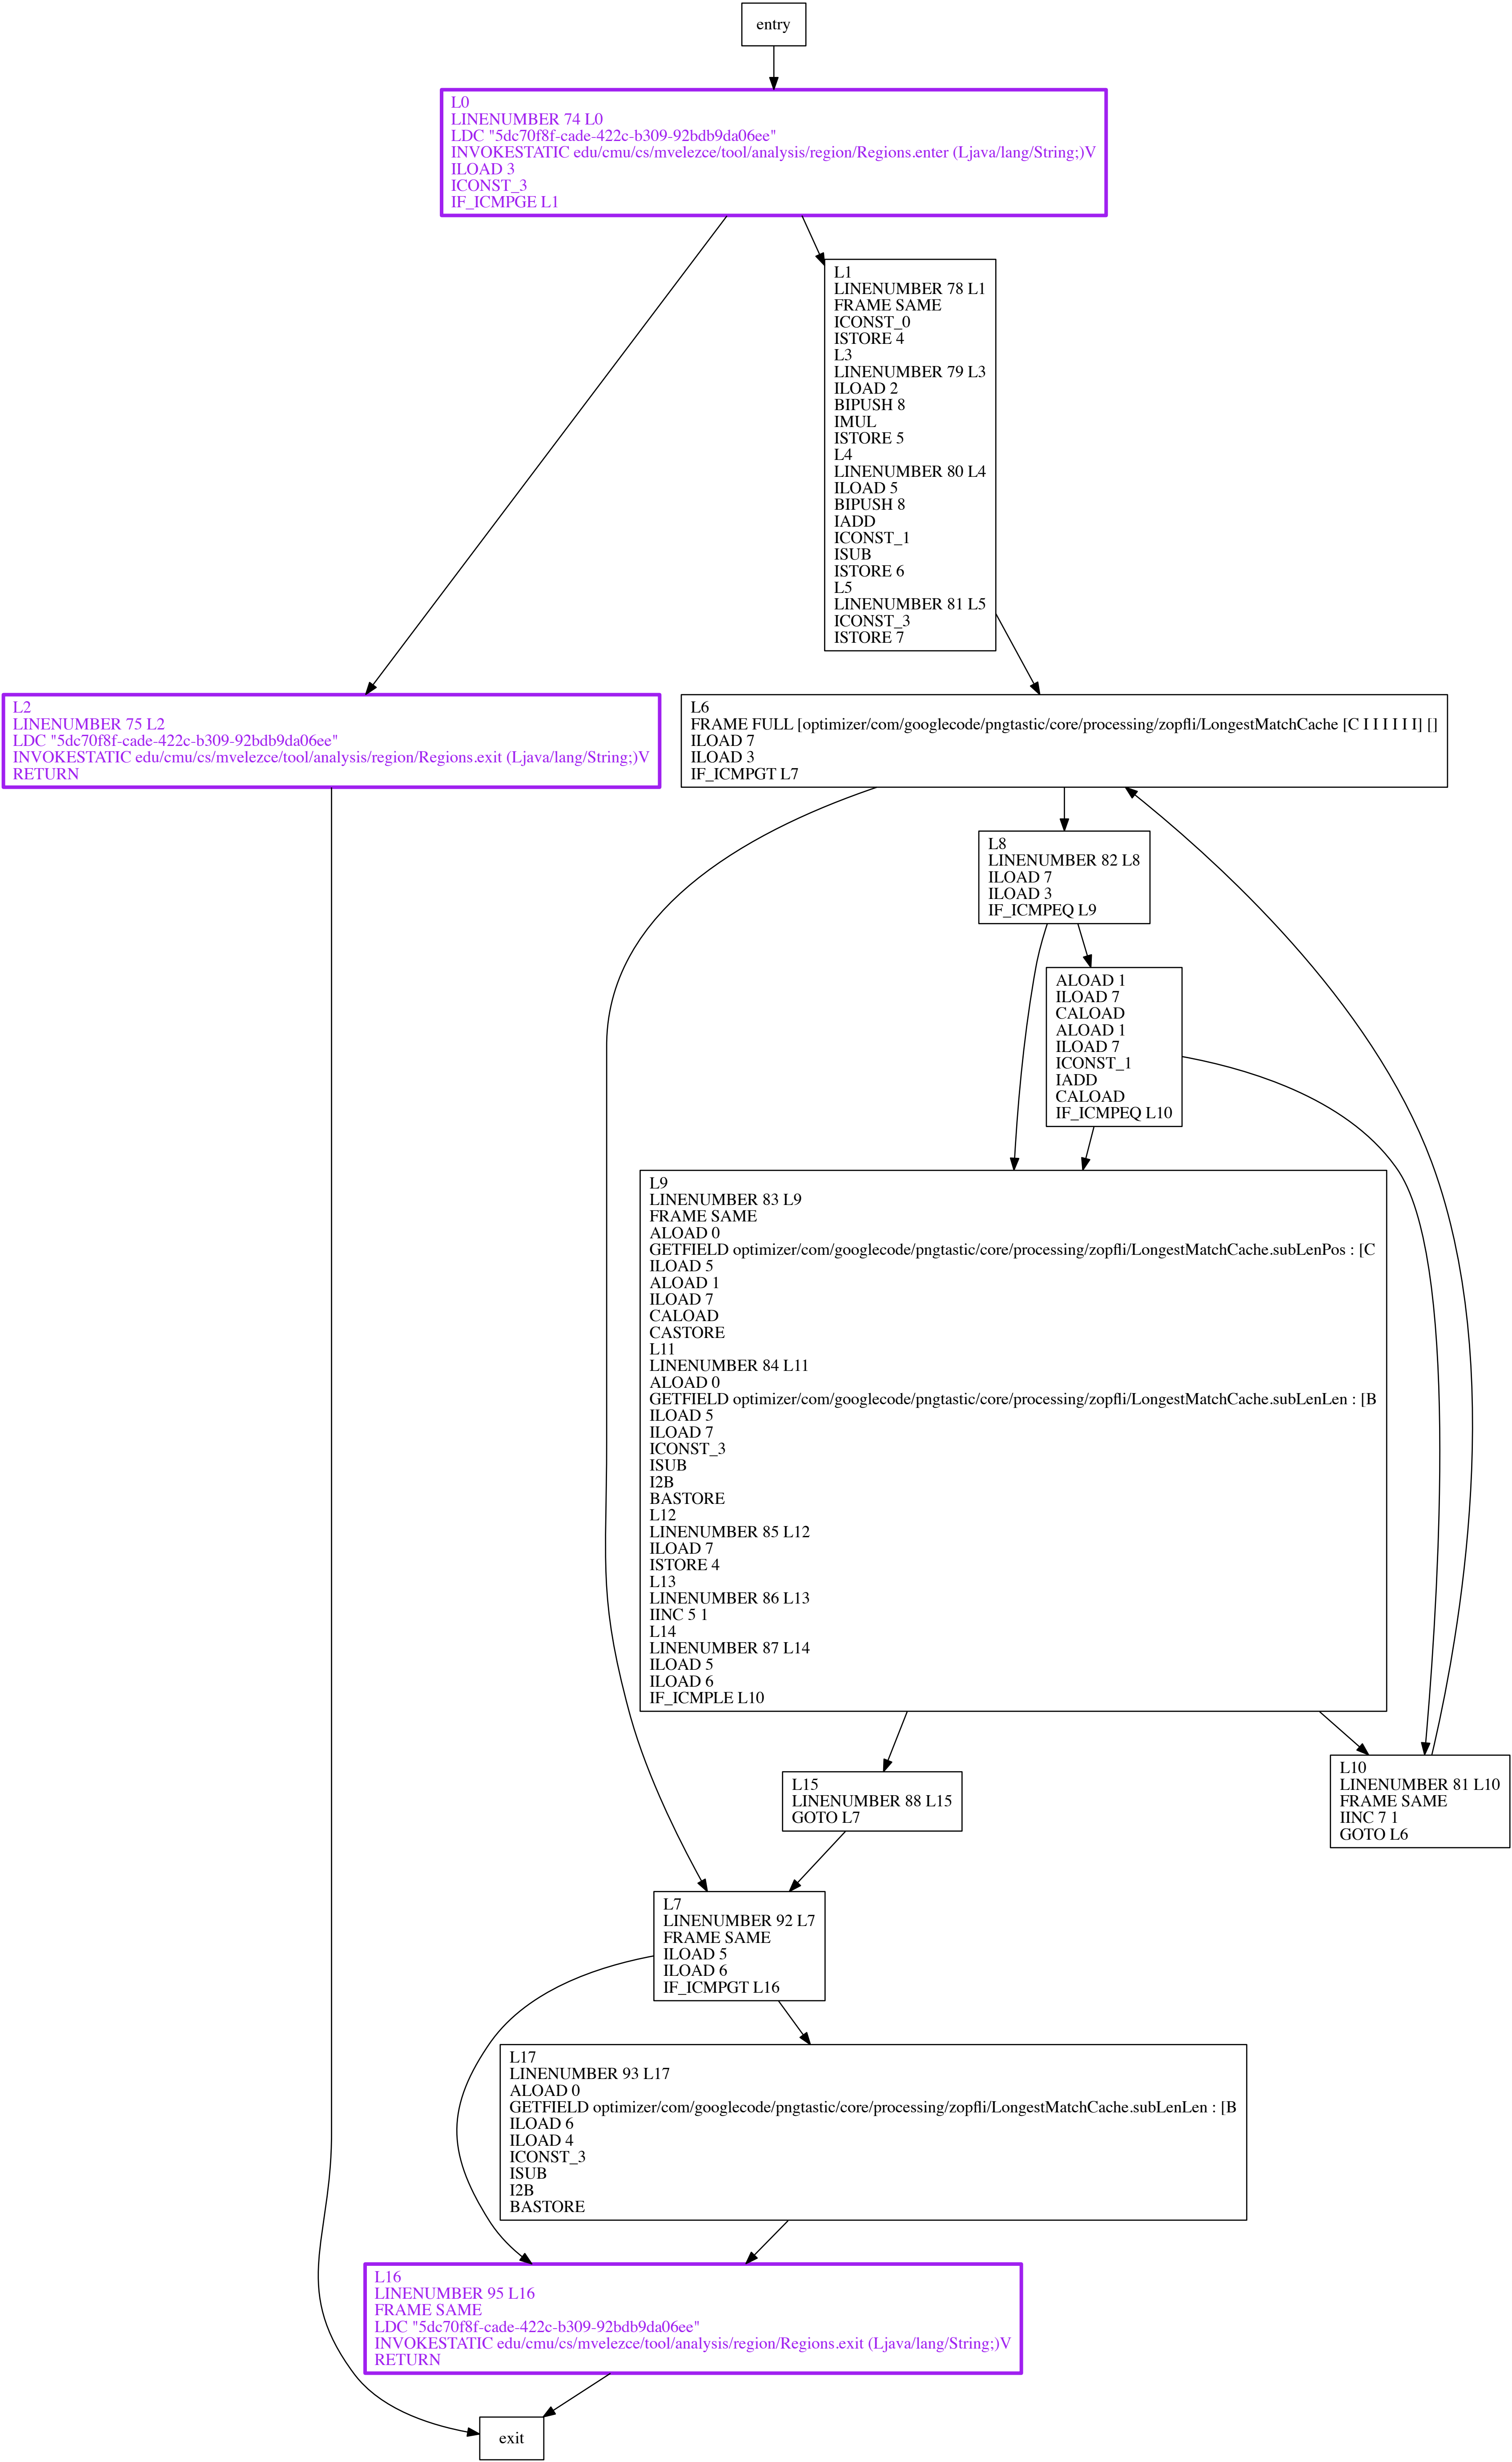 entry
L0
LINENUMBER 74 L0
LDC "5dc70f8f-cade-422c-b309-92bdb9da06ee"
INVOKESTATIC edu/cmu/cs/mvelezce/tool/analysis/region/Regions.enter (Ljava/lang/String;)V
ILOAD 3
ICONST_3
IF_ICMPGE L1
L1
LINENUMBER 78 L1
FRAME SAME
ICONST_0
ISTORE 4
L3
LINENUMBER 79 L3
ILOAD 2
BIPUSH 8
IMUL
ISTORE 5
L4
LINENUMBER 80 L4
ILOAD 5
BIPUSH 8
IADD
ICONST_1
ISUB
ISTORE 6
L5
LINENUMBER 81 L5
ICONST_3
ISTORE 7
L2
LINENUMBER 75 L2
LDC "5dc70f8f-cade-422c-b309-92bdb9da06ee"
INVOKESTATIC edu/cmu/cs/mvelezce/tool/analysis/region/Regions.exit (Ljava/lang/String;)V
RETURN
L6
FRAME FULL [optimizer/com/googlecode/pngtastic/core/processing/zopfli/LongestMatchCache [C I I I I I I] []
ILOAD 7
ILOAD 3
IF_ICMPGT L7
L8
LINENUMBER 82 L8
ILOAD 7
ILOAD 3
IF_ICMPEQ L9
ALOAD 1
ILOAD 7
CALOAD
ALOAD 1
ILOAD 7
ICONST_1
IADD
CALOAD
IF_ICMPEQ L10
L9
LINENUMBER 83 L9
FRAME SAME
ALOAD 0
GETFIELD optimizer/com/googlecode/pngtastic/core/processing/zopfli/LongestMatchCache.subLenPos : [C
ILOAD 5
ALOAD 1
ILOAD 7
CALOAD
CASTORE
L11
LINENUMBER 84 L11
ALOAD 0
GETFIELD optimizer/com/googlecode/pngtastic/core/processing/zopfli/LongestMatchCache.subLenLen : [B
ILOAD 5
ILOAD 7
ICONST_3
ISUB
I2B
BASTORE
L12
LINENUMBER 85 L12
ILOAD 7
ISTORE 4
L13
LINENUMBER 86 L13
IINC 5 1
L14
LINENUMBER 87 L14
ILOAD 5
ILOAD 6
IF_ICMPLE L10
L15
LINENUMBER 88 L15
GOTO L7
L10
LINENUMBER 81 L10
FRAME SAME
IINC 7 1
GOTO L6
L7
LINENUMBER 92 L7
FRAME SAME
ILOAD 5
ILOAD 6
IF_ICMPGT L16
L17
LINENUMBER 93 L17
ALOAD 0
GETFIELD optimizer/com/googlecode/pngtastic/core/processing/zopfli/LongestMatchCache.subLenLen : [B
ILOAD 6
ILOAD 4
ICONST_3
ISUB
I2B
BASTORE
L16
LINENUMBER 95 L16
FRAME SAME
LDC "5dc70f8f-cade-422c-b309-92bdb9da06ee"
INVOKESTATIC edu/cmu/cs/mvelezce/tool/analysis/region/Regions.exit (Ljava/lang/String;)V
RETURN
exit